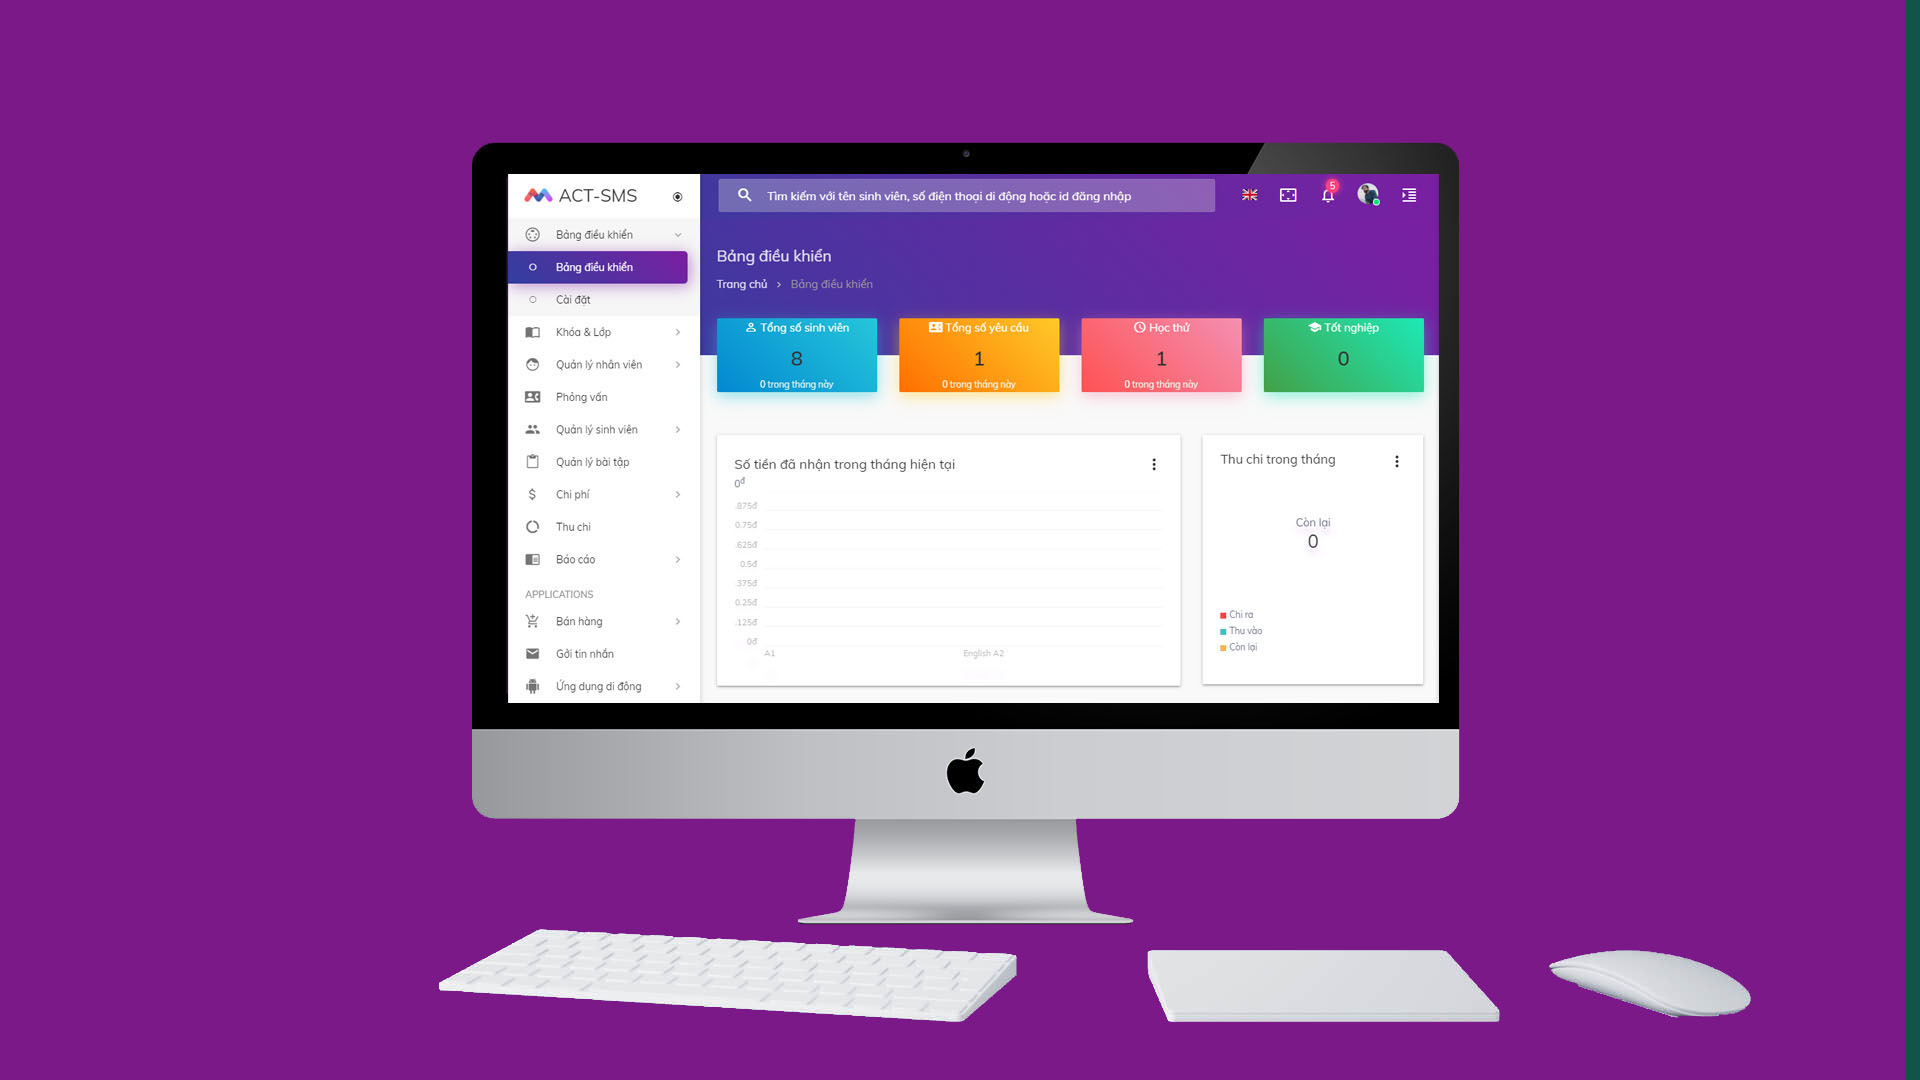 ACT-SMS
Tìm kiếm với tên sinh viên, số điện thoại di động hoặc id đăng nhập
5
Bảng điều khiển
Bảng điều khiển
Cài đặt
Khóa & Lớp
Quản lý nhân viên
Phỏng vấn
Quản lý sinh viên
Quản lý bài tập
Chi phí
Thu chi
Báo cáo
APPLICATIONS
Bán hàng
Gởi tin nhắn
Ứng dụng di động
Bảng điều khiển
Trang chủ > Bảng điều khiển
Tổng số sinh viên
8
0 trong tháng này
Tổng số yêu cầu
1
0 trong tháng này
Học thử
1
0 trong tháng này
Tốt nghiệp
0
Số tiền đã nhận trong tháng hiện tại
0đ
.875đ
0.75đ
.625đ
0.5đ
.375đ
0.25đ
.125đ
0đ
A1 English A2
Thu chi trong tháng
Còn lại
0
Chi ra
Thu vào
Còn lại